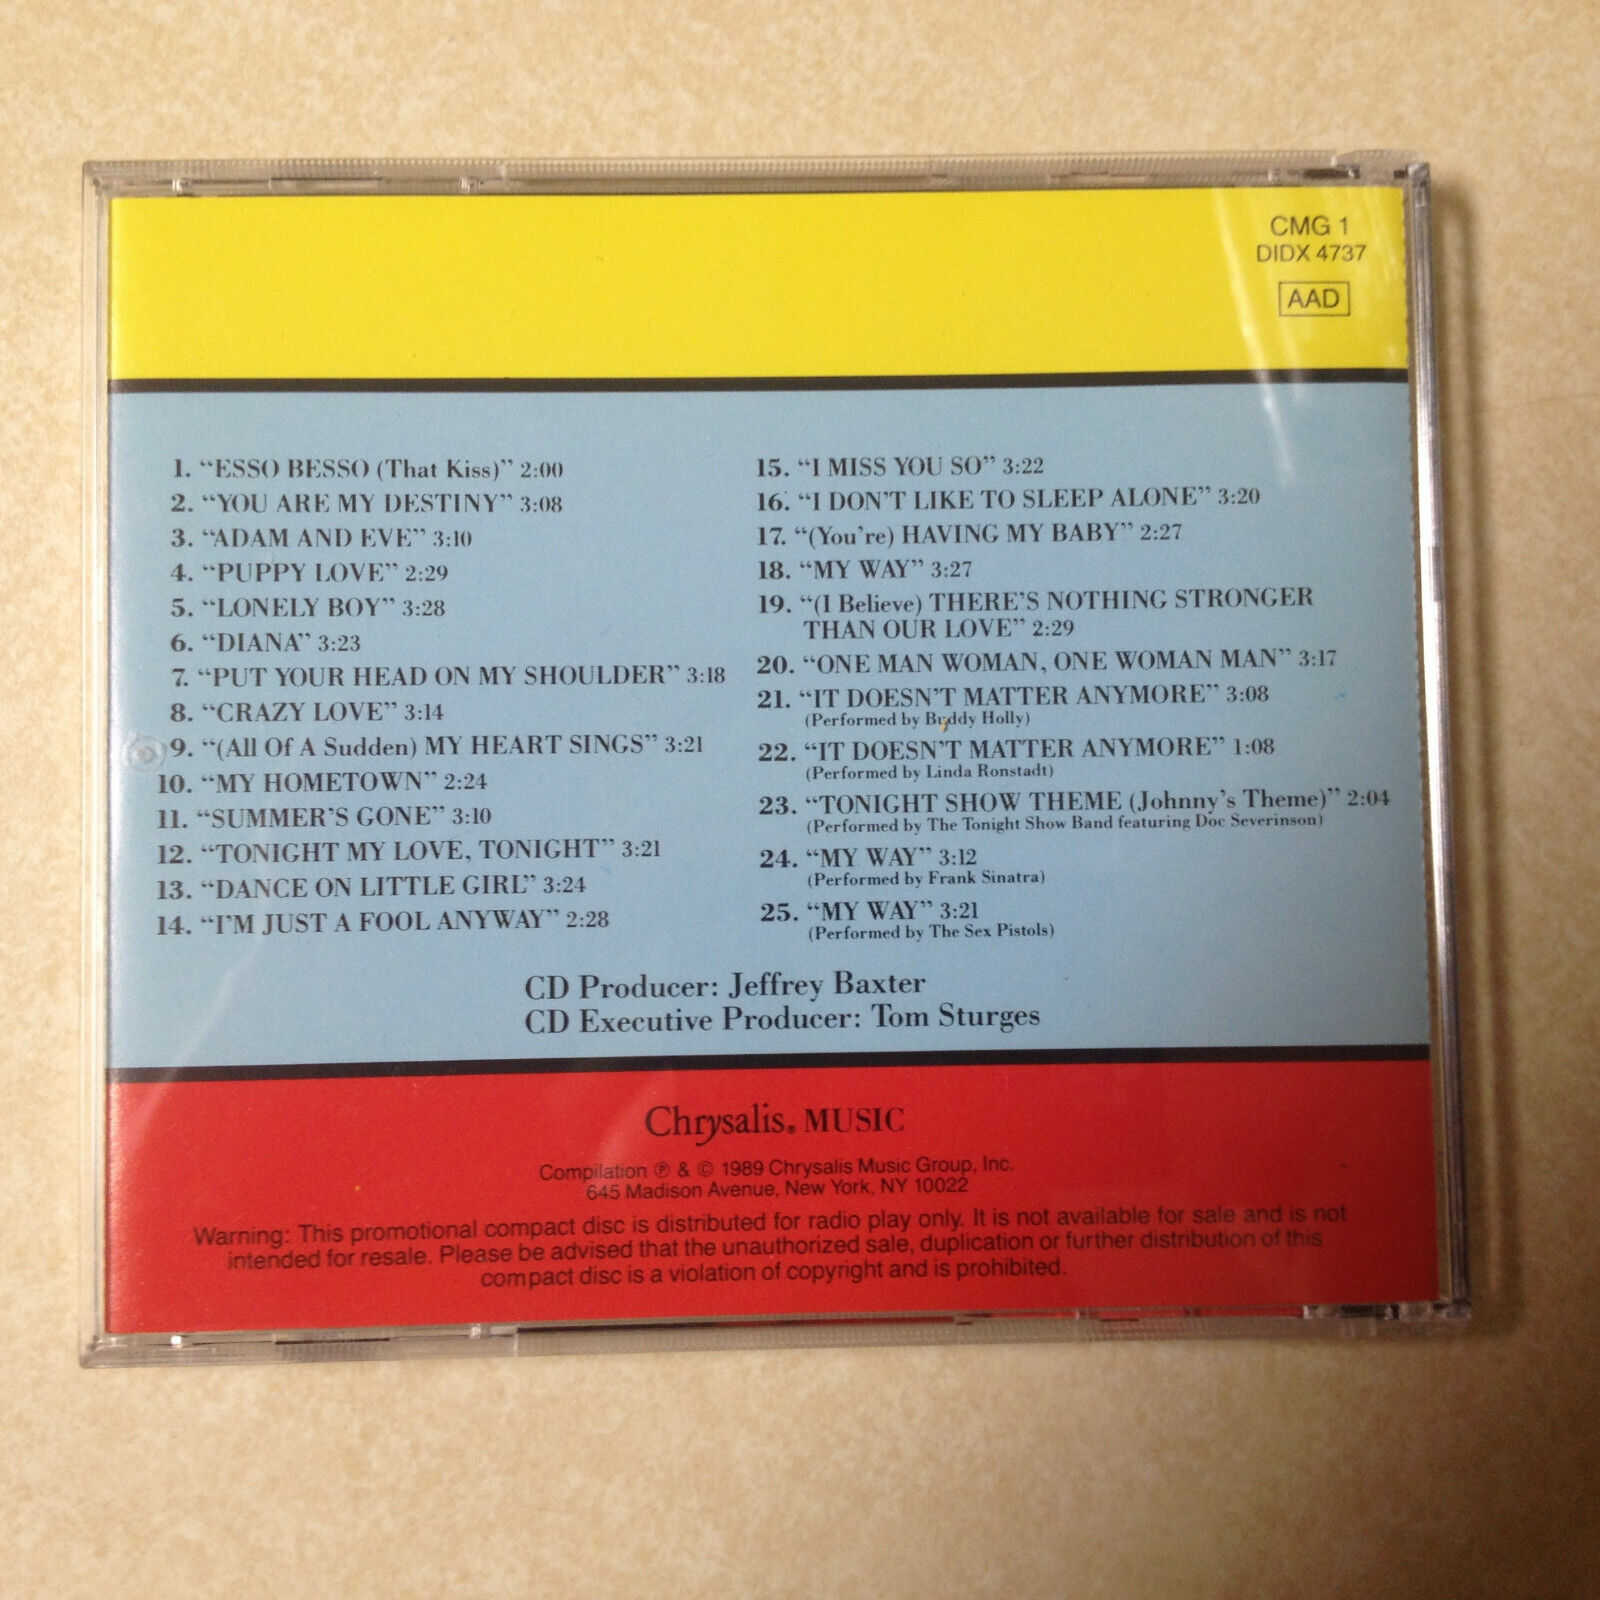 CMG 1
DIDX 4737
AAD
1. “ESSO BESSO (That Kiss)” 2:00
2. “YOU ARE MY DESTINY” 3:08
3. “ADAM AND EVE” 3:10
4. “PUPPY LOVE” 2:29
5. “LONELY BOY” 3:28
6. “DIANA” 3:23
7. “PUT YOUR HEAD ON MY SHOULDER” 3:18
8. “CRAZY LOVE” 3:14
9. “(All Of A Sudden) MY HEART SINGS” 3:21
10. “MY HOMETOWN” 2:24
11. “SUMMER’S GONE” 3:10
12. “TONIGHT MY LOVE, TONIGHT” 3:21
13. “DANCE ON LITTLE GIRL” 3:24
14. “I’M JUST A FOOL ANYWAY” 2:28
15. “I MISS YOU SO” 3:22
16. “I DON’T LIKE TO SLEEP ALONE” 3:20
17. “(You’re) HAVING MY BABY” 2:27
18. “MY WAY” 3:27
19. “(I Believe) THERE’S NOTHING STRONGER
THAN OUR LOVE” 2:29
20. “ONE MAN WOMAN, ONE WOMAN MAN” 3:17
21. “IT DOESN’T MATTER ANYMORE” 3:08
(Performed by Buddy Holly)
22. “IT DOESN’T MATTER ANYMORE” 1:08
(Performed by Linda Ronstadt)
23. “TONIGHT SHOW THEME (Johnny’s Theme)” 2:04
(Performed by The Tonight Show Band featuring Doc Severinson)
24. “MY WAY” 3:12
(Performed by Frank Sinatra)
25. “MY WAY” 3:21
(Performed by The Sex Pistols)
CD Producer: Jeffrey Baxter
CD Executive Producer: Tom Sturges
Chrysalis® MUSIC
Compilation ℗ & © 1989 Chrysalis Music Group, Inc.
645 Madison Avenue, New York, NY 10022
Warning: This promotional compact disc is distributed for radio play only. It is not available for sale and is not
intended for resale. Please be advised that the unauthorized sale, duplication or further distribution of this
compact disc is a violation of copyright and is prohibited.